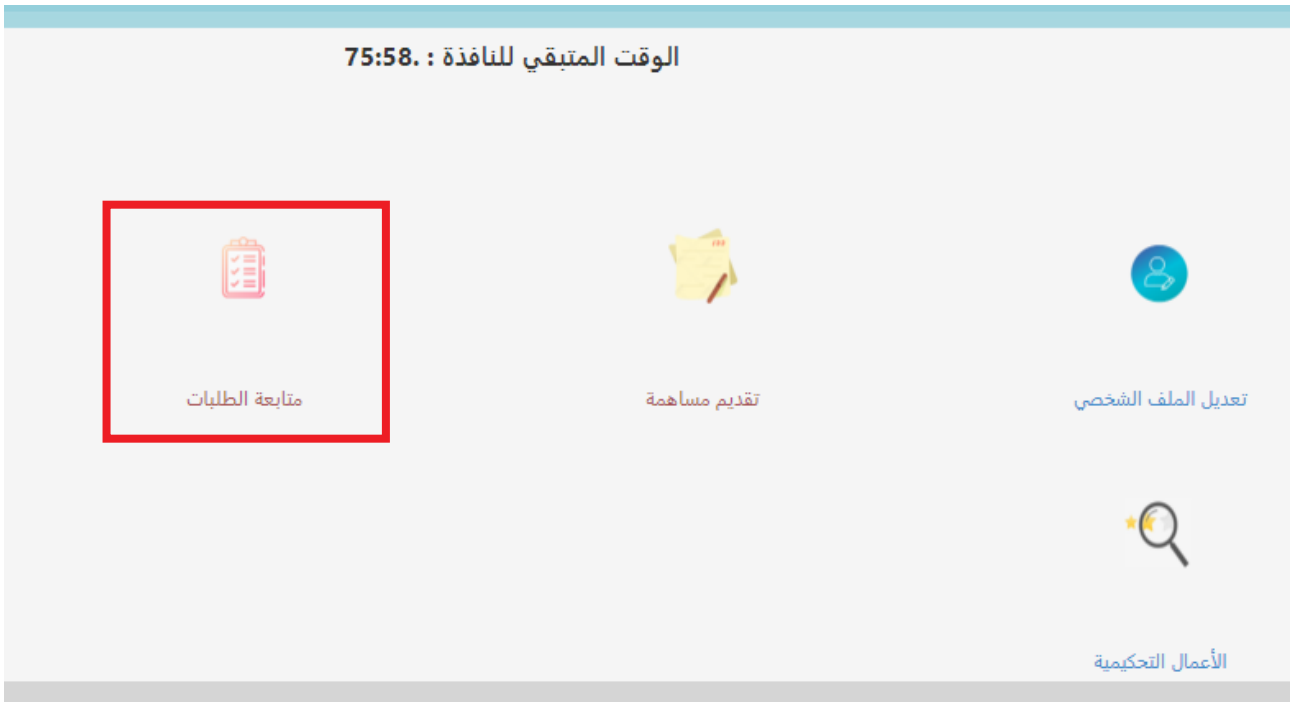 الوقت المتبقي للنافذة : .75:58
تعديل الملف الشخصي
تقديم مساهمة
متابعة الطلبات
الأعمال التحكيمية